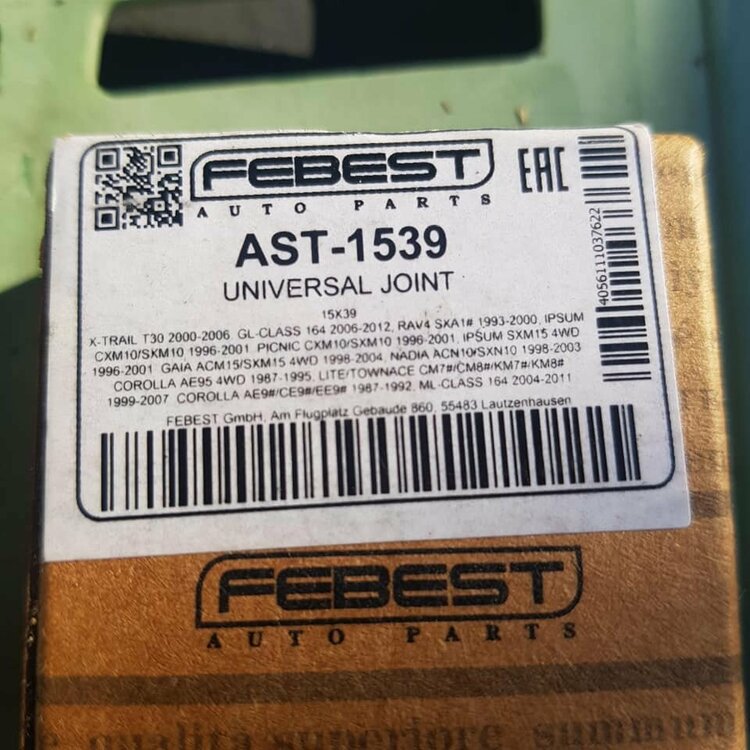 FEBEST
AUTO PARTS
EAC
AST-1539
UNIVERSAL JOINT
15X39
X-TRAIL T30 2000-2006, GL-CLASS 164 2006-2012, RAV4 SXA1# 1993-2000, IPSUM
CXM10/SXM10 1996-2001 PICNIC CXM10/SXM10 1996-2001, IPSUM SXM15 4WD
1996-2001 GAIA ACM15/SXM15 4WD 1998-2004, NADIA ACN10/SXN10 1998-2003
COROLLA AE95 4WD 1987-1995, LITE/TOWNACE CM7#/CM8#/KM7#/KM8#
1999-2007 COROLLA AE9#/CE9#/EE9# 1987-1992, ML-CLASS 164 2004-2011
FEBEST GmbH, Am Flugplatz Gebaude 860, 55483 Lautzenhausen
4056111037622
FEBEST
AUTO PARTS
e qualità superiore summum